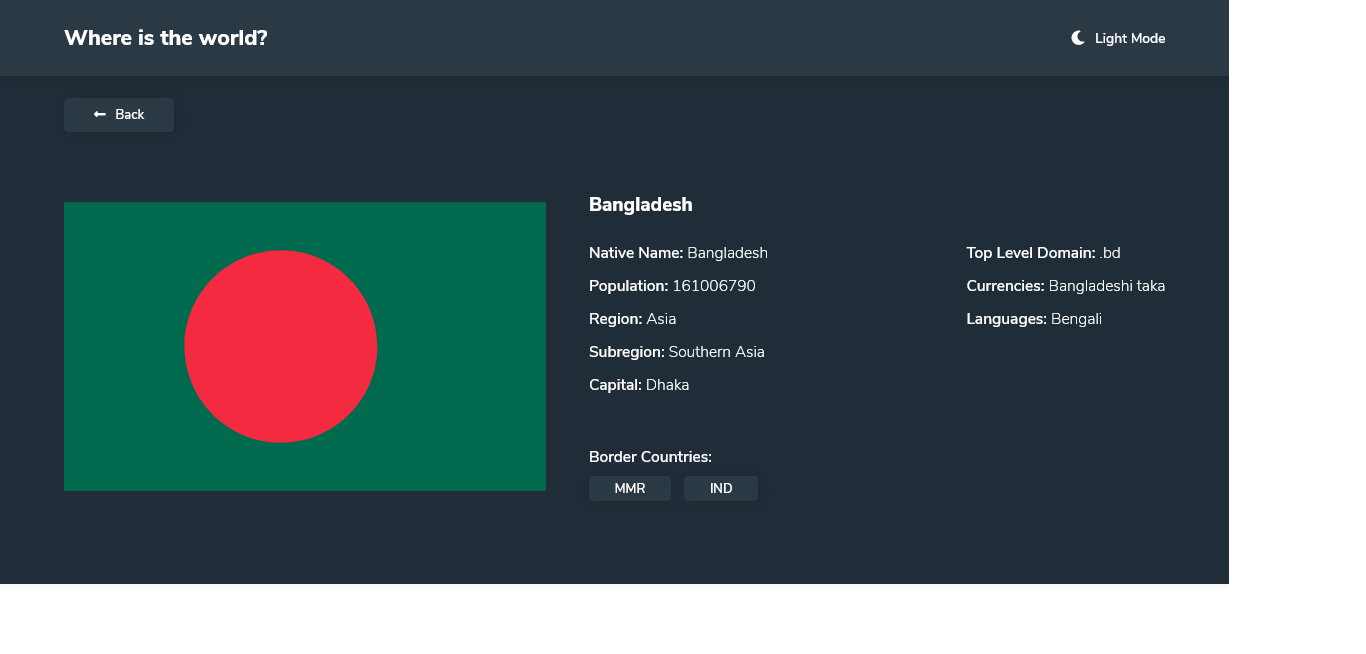 Where is the world?
Light Mode
Back
Bangladesh
Native Name: Bangladesh
Population: 161006790
Region: Asia
Subregion: Southern Asia
Capital: Dhaka
Top Level Domain: .bd
Currencies: Bangladeshi taka
Languages: Bengali
Border Countries:
MMR IND